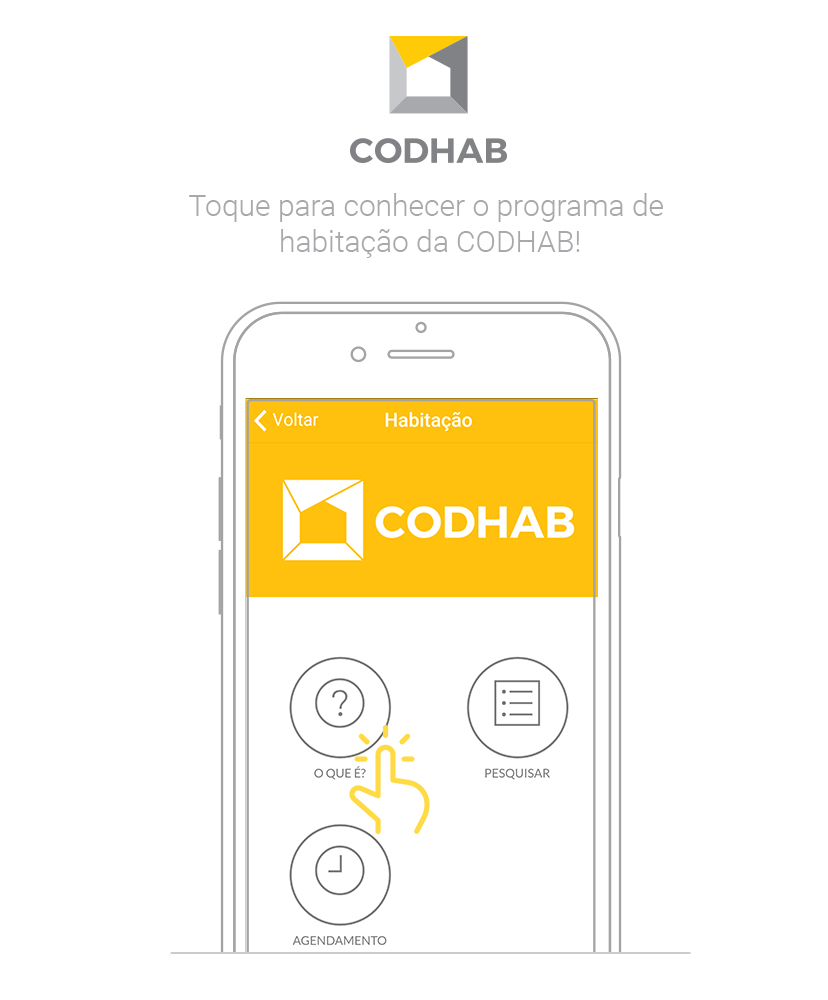 CODHAB
Toque para conhecer o programa de
habitação da CODHAB!
Voltar
Habitação
CODHAB
O QUE É?
PESQUISAR
AGENDAMENTO